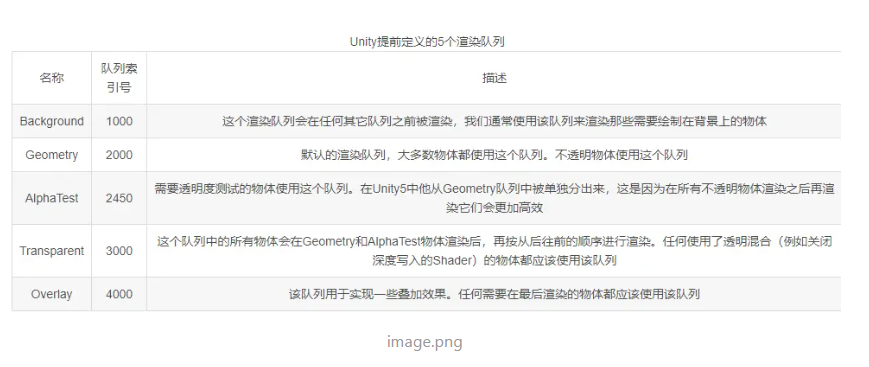 Unity提前定义的5个渲染队列
名称 队列索引号 描述
Background 1000 这个渲染队列会在任何其它队列之前被渲染，我们通常使用该队列来渲染那些需要绘制在背景上的物体
Geometry 2000 默认的渲染队列，大多数物体都使用这个队列。不透明物体使用这个队列
AlphaTest 2450 需要透明度测试的物体使用这个队列。在Unity5中他从Geometry队列中被单独分出来，这是因为在所有不透明物体渲染之后再渲
染它们会更加高效
Transparent 3000 这个队列中的所有物体会在Geometry和AlphaTest物体渲染后，再按从后往前的顺序进行渲染。任何使用了透明混合（例如关闭
深度写入的Shader）的物体都应该使用该队列
Overlay 4000 该队列用于实现一些叠加效果。任何需要在最后渲染的物体都应该使用该队列
image.png